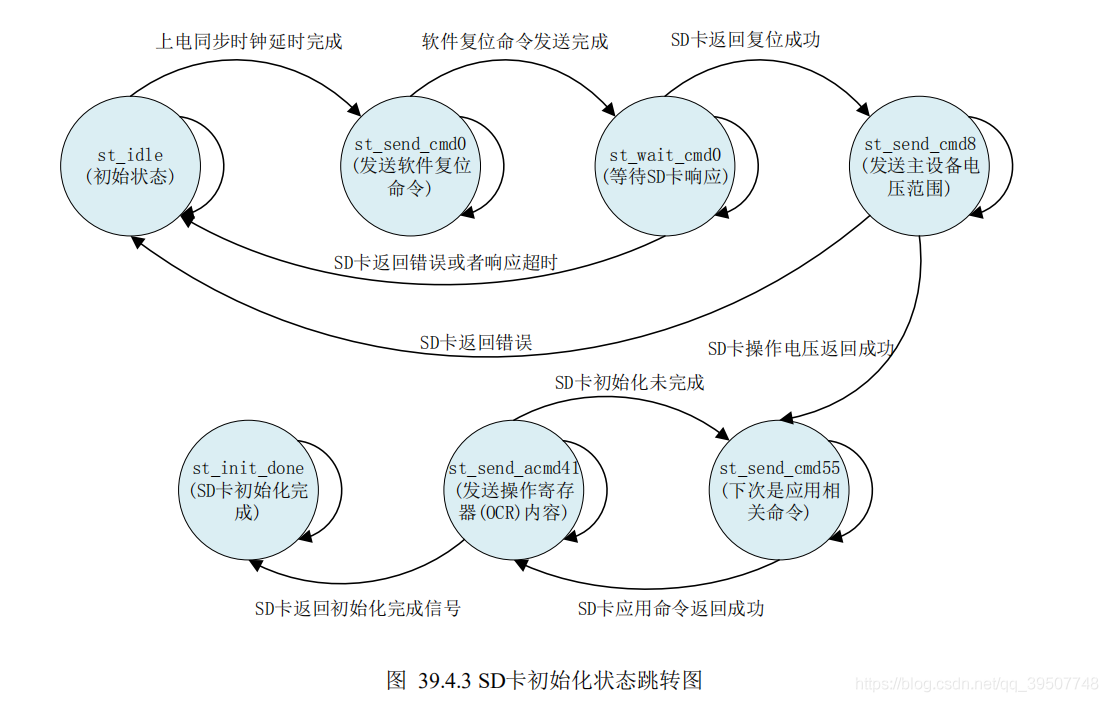 上电同步时钟延时完成
软件复位命令发送完成
SD卡返回复位成功
st_idle
(初始状态)
st_send_cmd0
(发送软件复位
命令)
st_wait_cmd0
(等待SD卡响应)
st_send_cmd8
(发送主设备电
压范围)
SD卡返回错误或者响应超时
SD卡返回错误
SD卡操作电压返回成功
SD卡初始化未完成
st_init_done
(SD卡初始化完
成)
st_send_acmd41
(发送操作寄存
器(OCR)内容)
st_send_cmd55
(下次是应用相
关命令)
SD卡返回初始化完成信号
SD卡应用命令返回成功
图 39.4.3 SD卡初始化状态跳转图
https://blog.csdn.net/qq_39507748